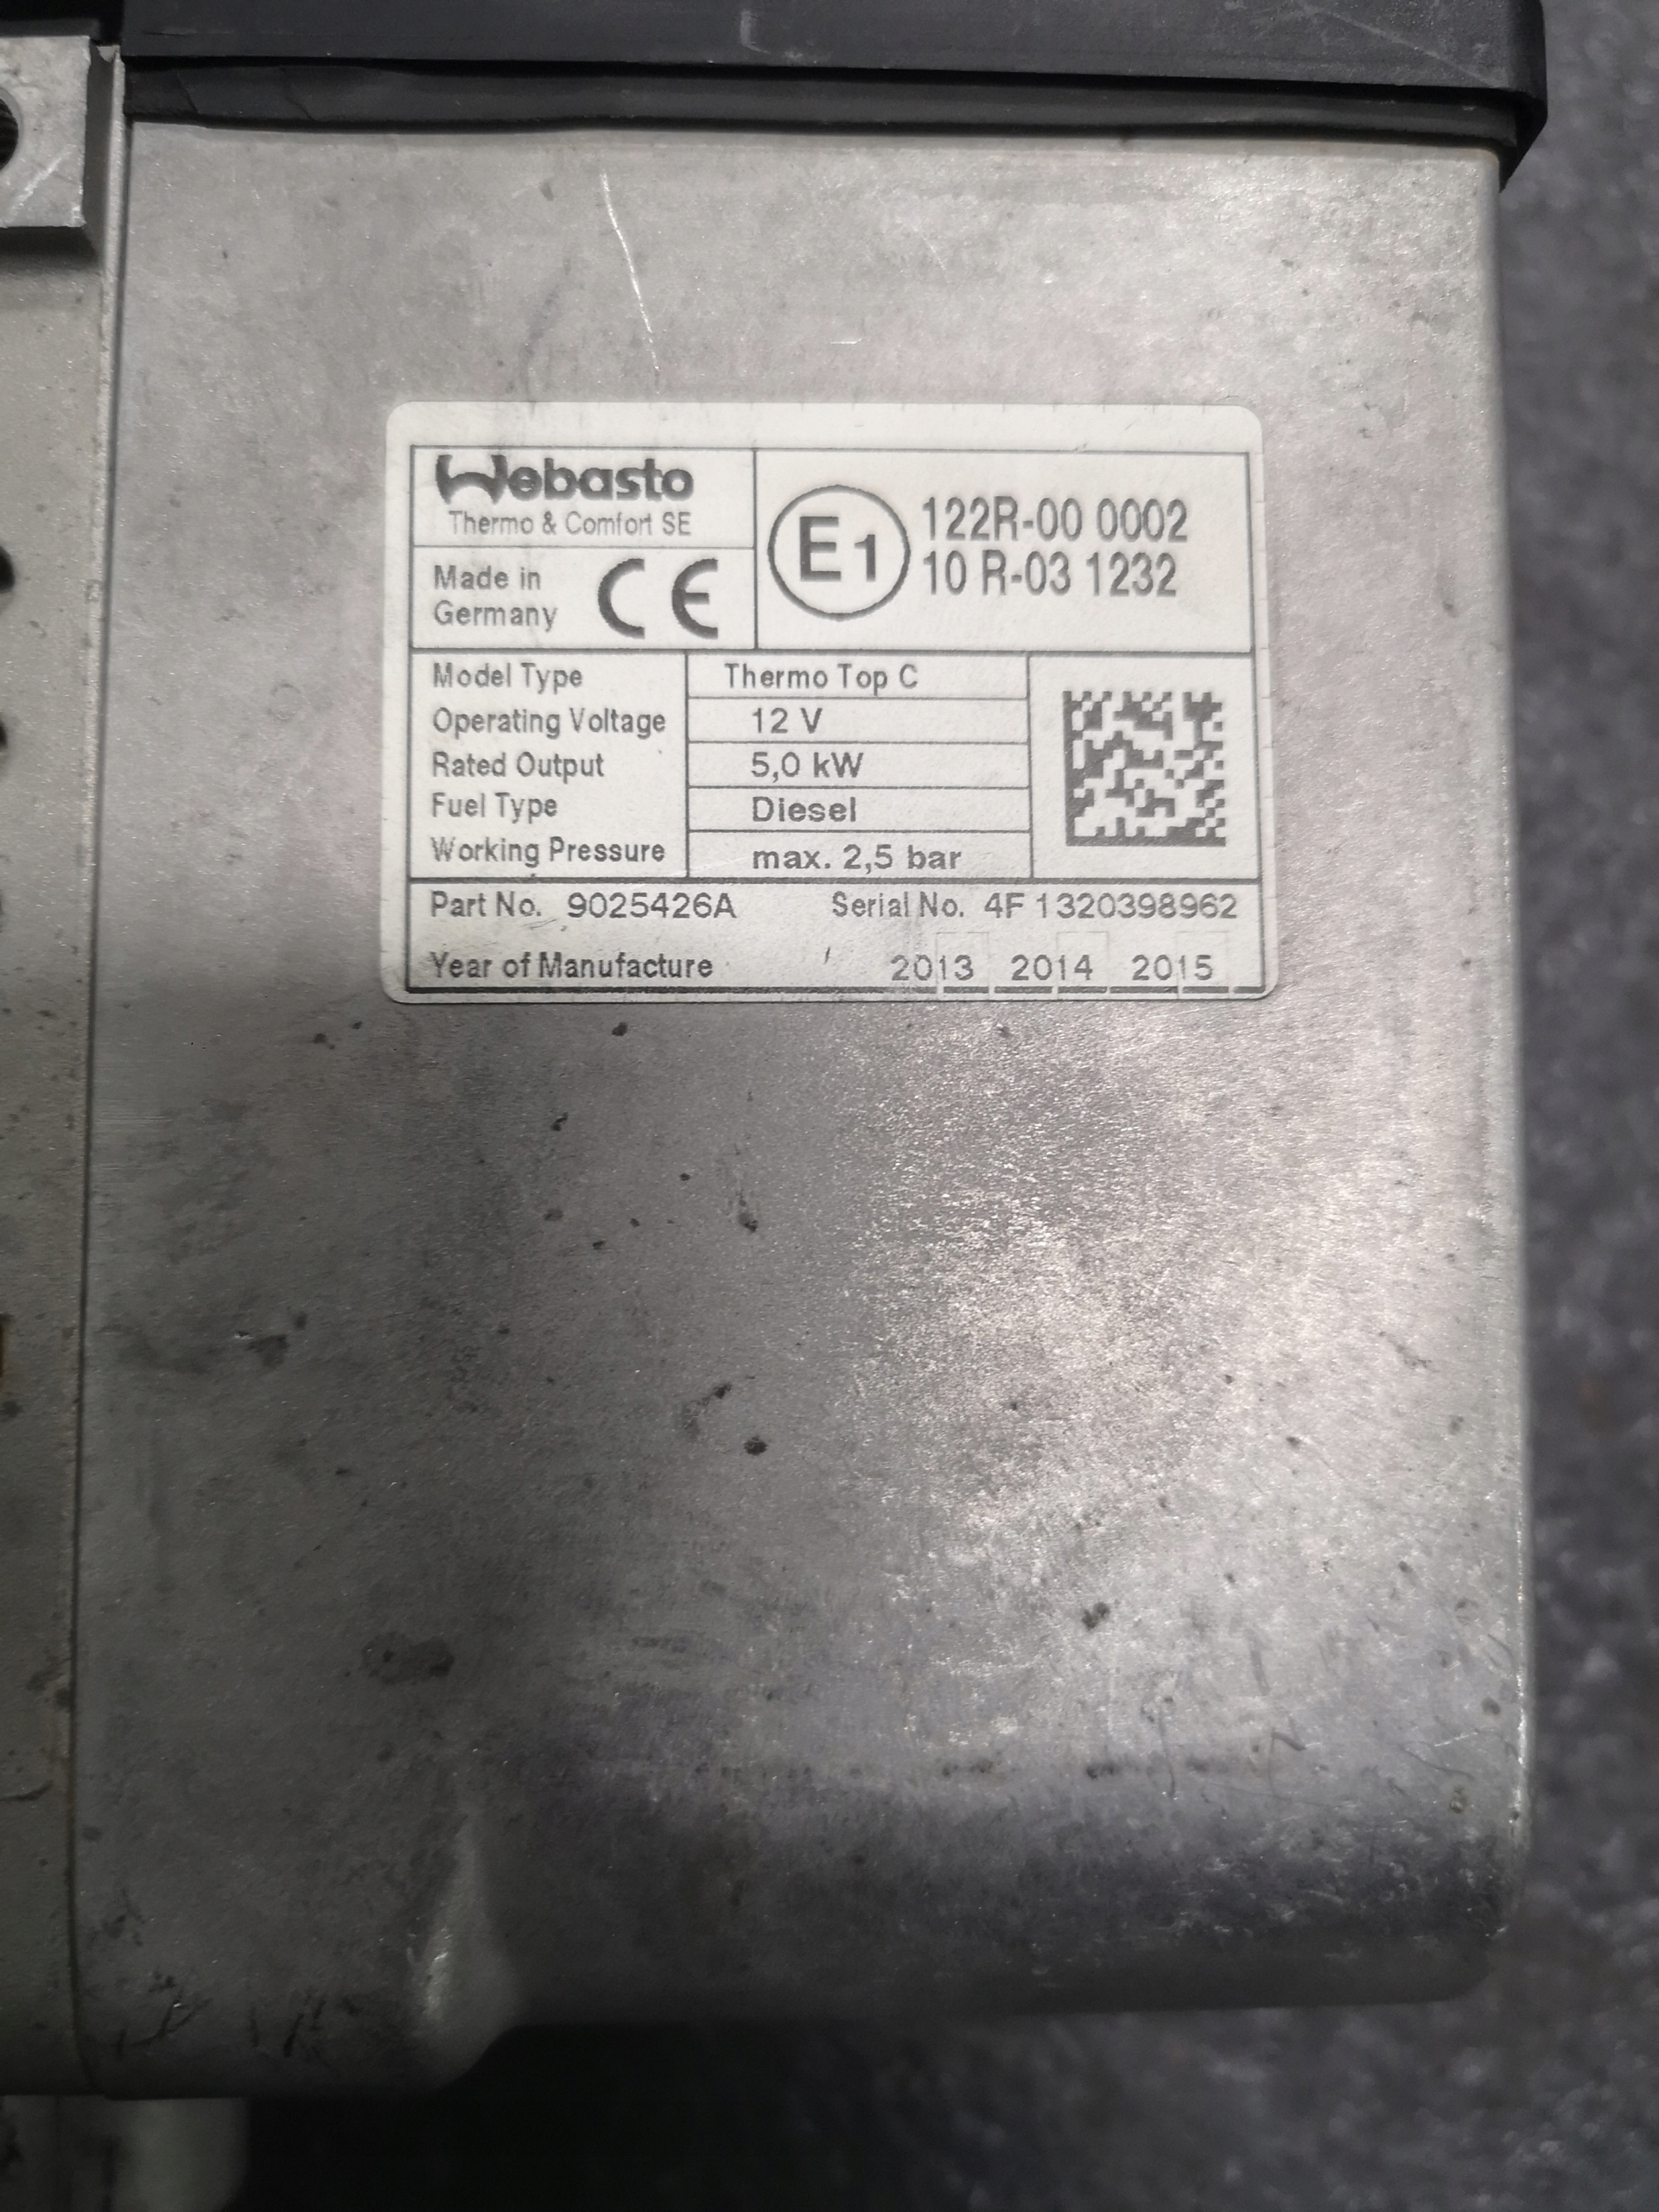 Webasto
Thermo & Comfort SE
Made in
Germany
CE
E1
122R-00 0002
10 R-03 1232
Model Type Thermo Top C
Operating Voltage 12 V
Rated Output 5,0 kW
Fuel Type Diesel
Working Pressure max. 2,5 bar
Part No. 9025426A Serial No. 4F 1320398962
Year of Manufacture 2013 2014 2015